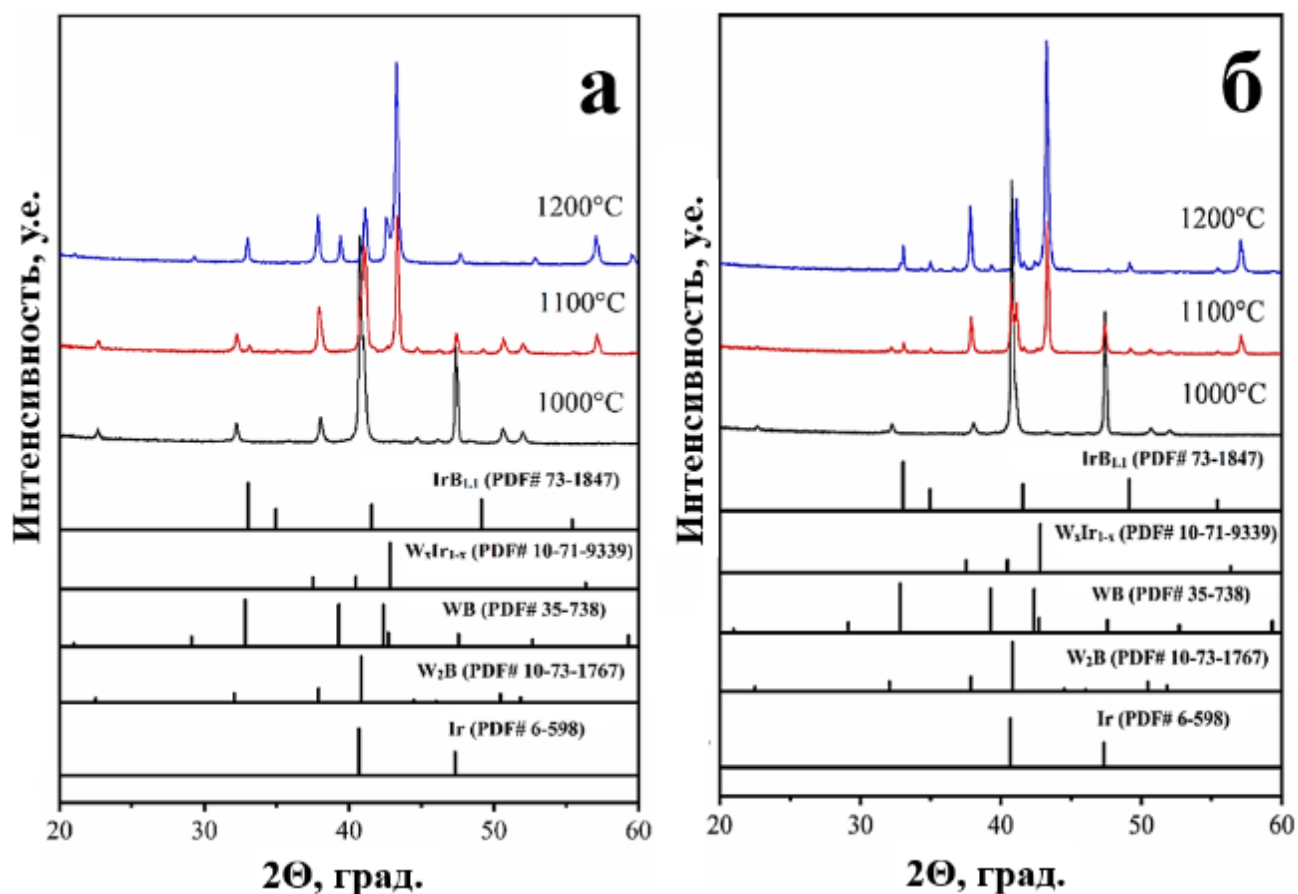 а
Интенсивность, у.е.
1200°C
1100°C
1000°C
IrB₁.₁ (PDF# 73-1847)
WₓIr₁₋ₓ (PDF# 10-71-9339)
WB (PDF# 35-738)
W₂B (PDF# 10-73-1767)
Ir (PDF# 6-598)
20 30 40 50 60
2Θ, град.
б
Интенсивность, у.е.
1200°C
1100°C
1000°C
IrB₁.₁ (PDF# 73-1847)
WₓIr₁₋ₓ (PDF# 10-71-9339)
WB (PDF# 35-738)
W₂B (PDF# 10-73-1767)
Ir (PDF# 6-598)
20 30 40 50 60
2Θ, град.